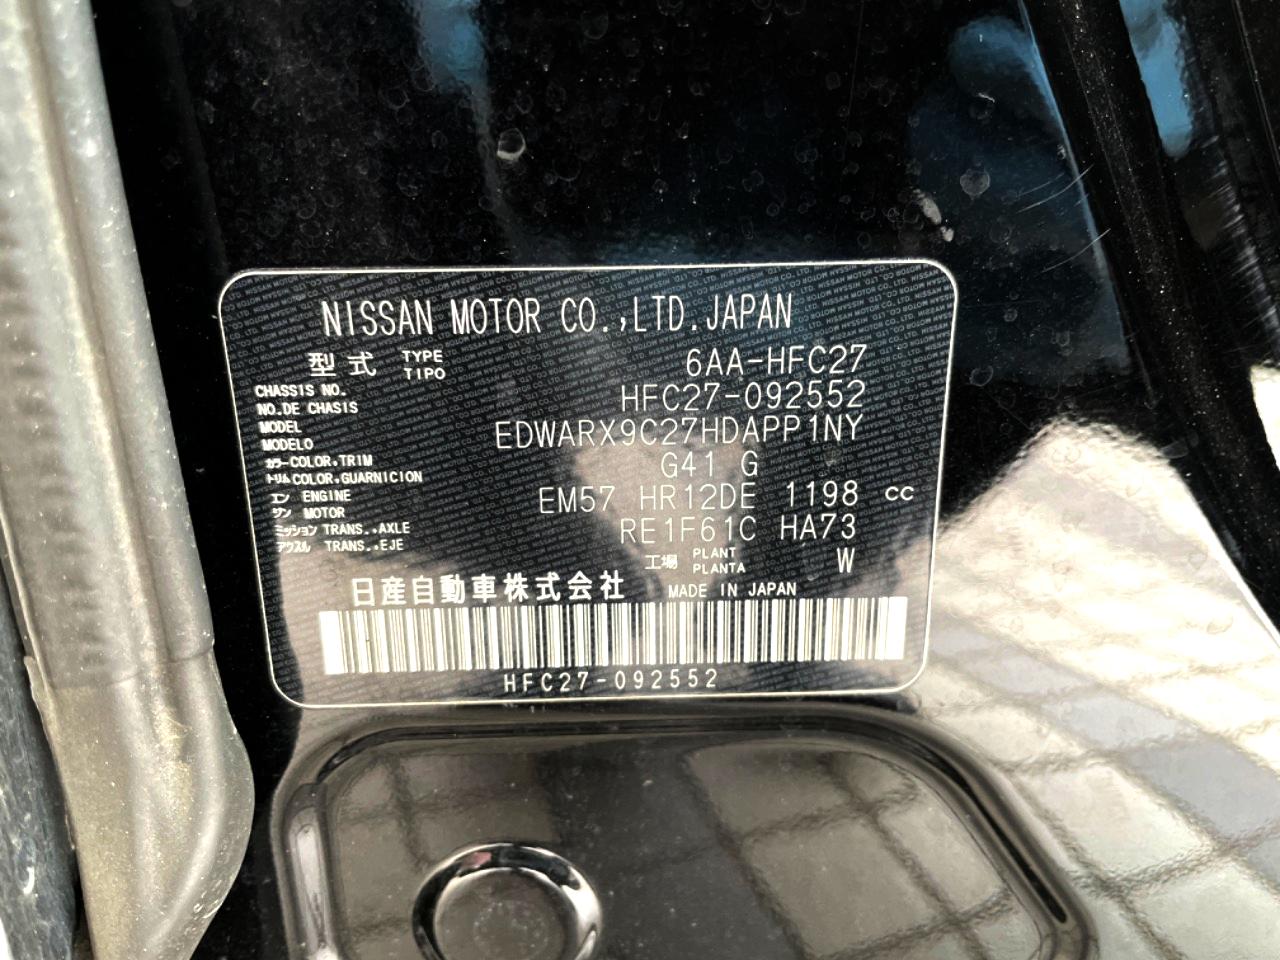 NISSAN MOTOR CO.,LTD.JAPAN
型式 TYPE TIPO 6AA-HFC27
CHASSIS NO.
NO.DE CHASIS HFC27-092552
MODEL
MODELO EDWARX9C27HDAPP1NY
カラー COLOR.TRIM G41 G
トリム COLOR.GUARNICION
エン ENGINE EM57 HR12DE 1198 CC
ジン MOTOR
ミッション TRANS.,AXLE RE1F61C HA73
アクスル TRANS.,EJE
工場 PLANT PLANTA W
日産自動車株式会社 MADE IN JAPAN
HFC27-092552